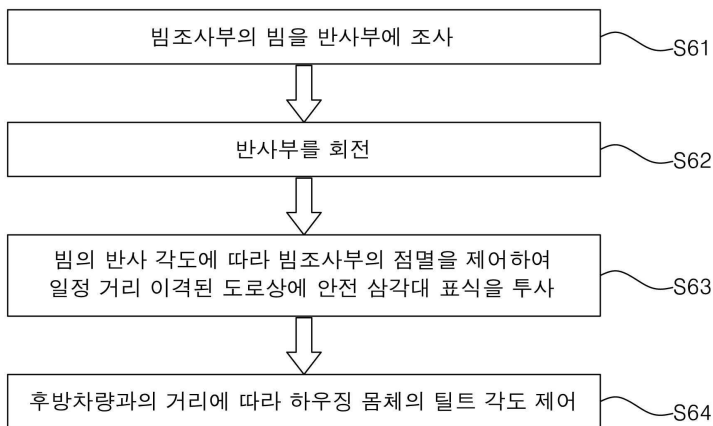 빔조사부의 빔을 반사부에 조사
S61
반사부를 회전
S62
빔의 반사 각도에 따라 빔조사부의 점멸을 제어하여
일정 거리 이격된 도로상에 안전 삼각대 표식을 투사
S63
후방차량과의 거리에 따라 하우징 몸체의 틸트 각도 제어
S64